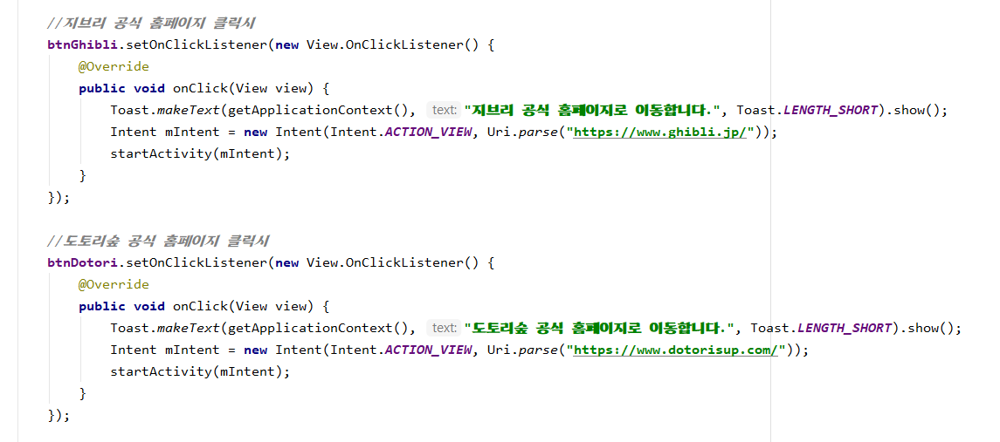 //지브리 공식 홈페이지 클릭시
btnGhibli.setOnClickListener(new View.OnClickListener() {
@Override
public void onClick(View view) {
Toast.makeText(getApplicationContext(), text: "지브리 공식 홈페이지로 이동합니다.", Toast.LENGTH_SHORT).show();
Intent mIntent = new Intent(Intent.ACTION_VIEW, Uri.parse("https://www.ghibli.jp/"));
startActivity(mIntent);
}
});
//도토리숲 공식 홈페이지 클릭시
btnDotori.setOnClickListener(new View.OnClickListener() {
@Override
public void onClick(View view) {
Toast.makeText(getApplicationContext(), text: "도토리숲 공식 홈페이지로 이동합니다.", Toast.LENGTH_SHORT).show();
Intent mIntent = new Intent(Intent.ACTION_VIEW, Uri.parse("https://www.dotorisup.com/"));
startActivity(mIntent);
}
});